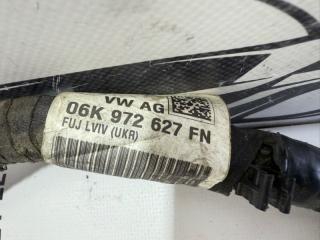 VW AG
06K 972 627 FN
FUJ LVIV (UKR)